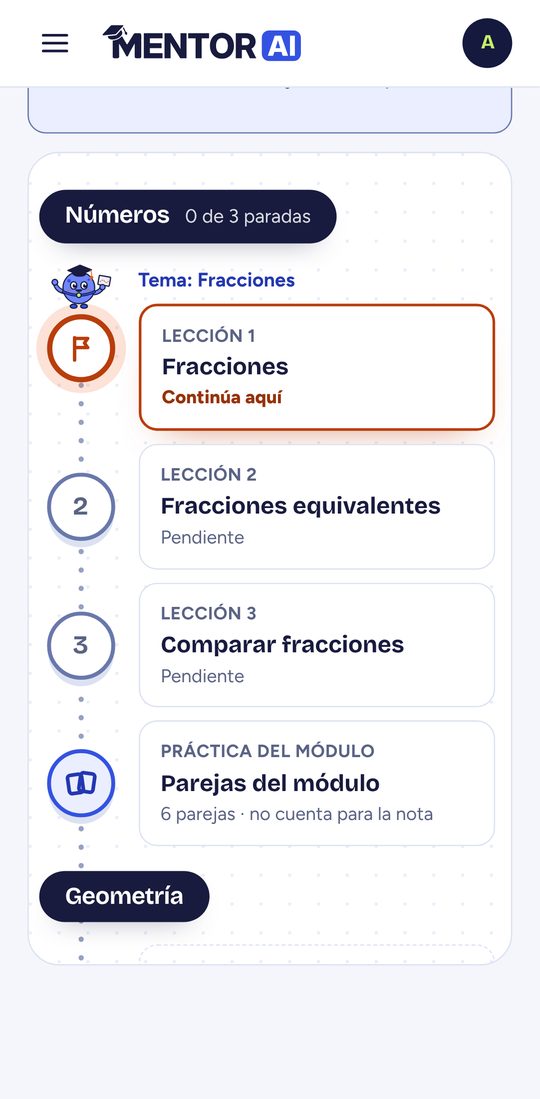 MENTOR AI
A
Números 0 de 3 paradas
Tema: Fracciones
LECCIÓN 1
Fracciones
Continúa aquí
2
LECCIÓN 2
Fracciones equivalentes
Pendiente
3
LECCIÓN 3
Comparar fracciones
Pendiente
PRÁCTICA DEL MÓDULO
Parejas del módulo
6 parejas · no cuenta para la nota
Geometría